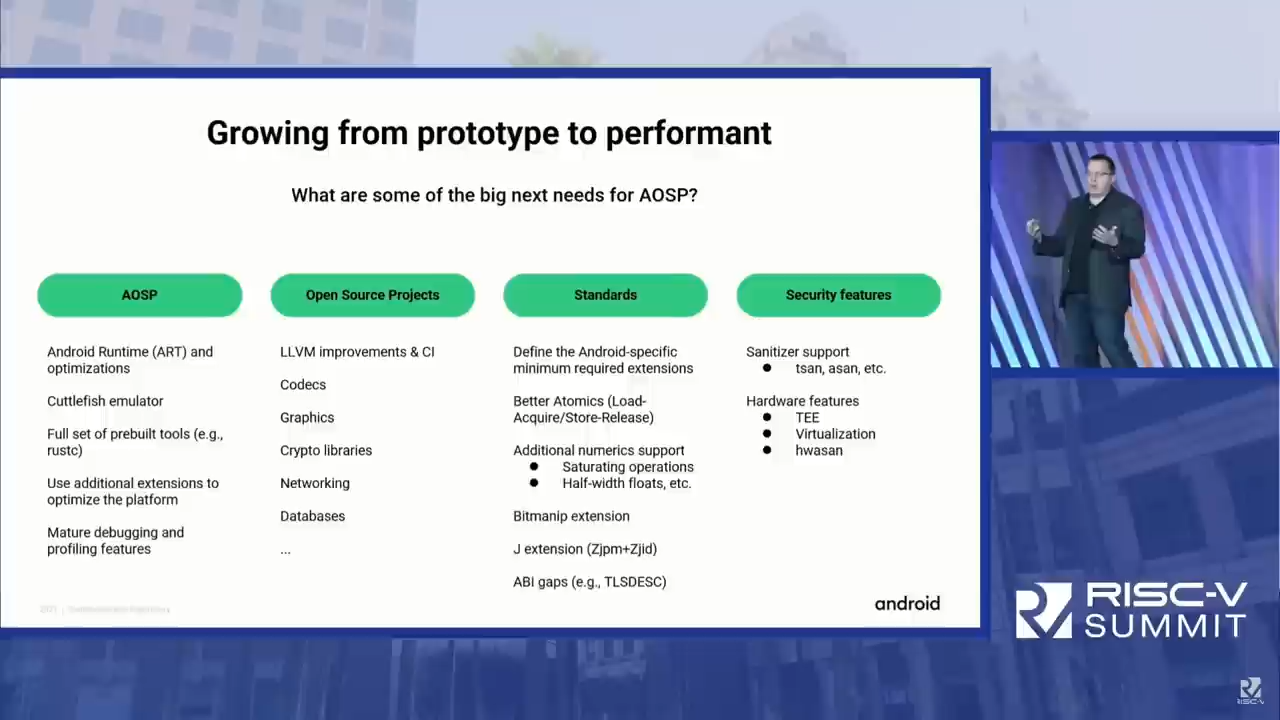 Growing from prototype to performant
What are some of the big next needs for AOSP?
AOSP
Android Runtime (ART) and
optimizations
Cuttlefish emulator
Full set of prebuilt tools (e.g.,
rustc)
Use additional extensions to
optimize the platform
Mature debugging and
profiling features
Open Source Projects
LLVM improvements & CI
Codecs
Graphics
Crypto libraries
Networking
Databases
...
Standards
Define the Android-specific
minimum required extensions
Better Atomics (Load-
Acquire/Store-Release)
Additional numerics support
● Saturating operations
● Half-width floats, etc.
Bitmanip extension
J extension (Zjpm+Zjid)
ABI gaps (e.g., TLSDESC)
Security features
Sanitizer support
● tsan, asan, etc.
Hardware features
● TEE
● Virtualization
● hwasan
android
RISC-V
SUMMIT
RISC-V